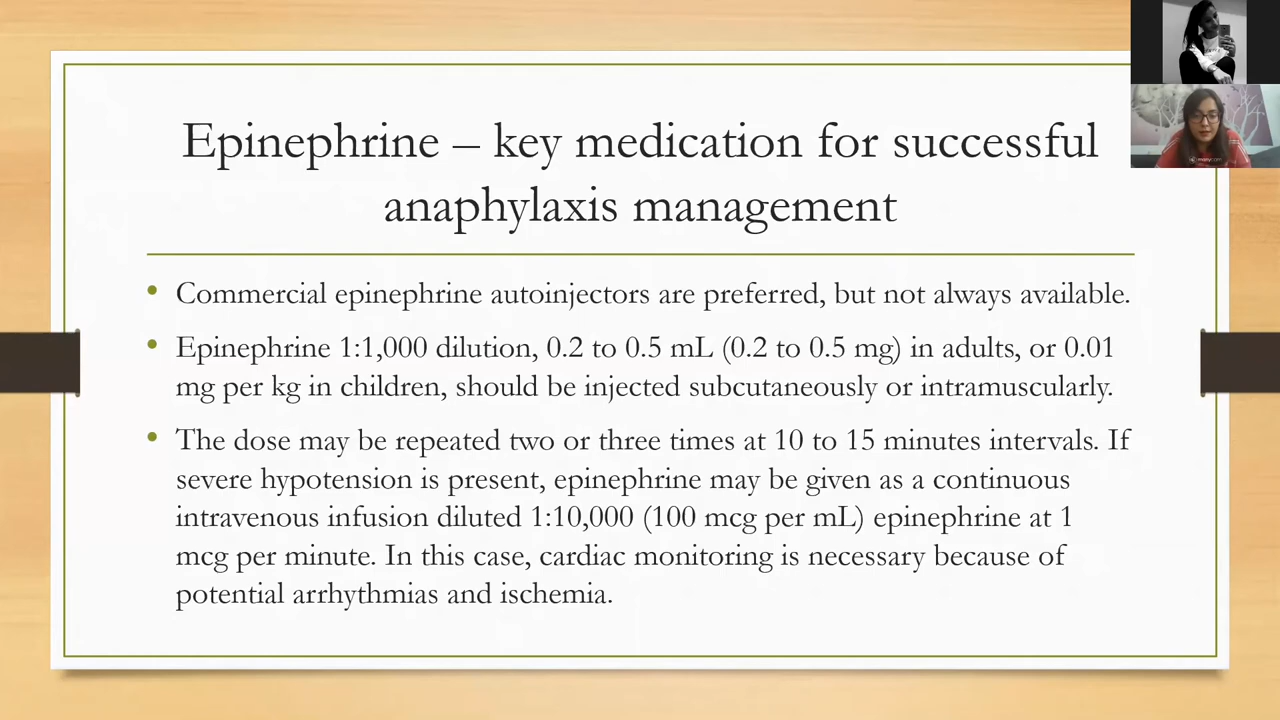 Epinephrine – key medication for successful
anaphylaxis management
• Commercial epinephrine autoinjectors are preferred, but not always available.
• Epinephrine 1:1,000 dilution, 0.2 to 0.5 mL (0.2 to 0.5 mg) in adults, or 0.01
mg per kg in children, should be injected subcutaneously or intramuscularly.
• The dose may be repeated two or three times at 10 to 15 minutes intervals. If
severe hypotension is present, epinephrine may be given as a continuous
intravenous infusion diluted 1:10,000 (100 mcg per mL) epinephrine at 1
mcg per minute. In this case, cardiac monitoring is necessary because of
potential arrhythmias and ischemia.